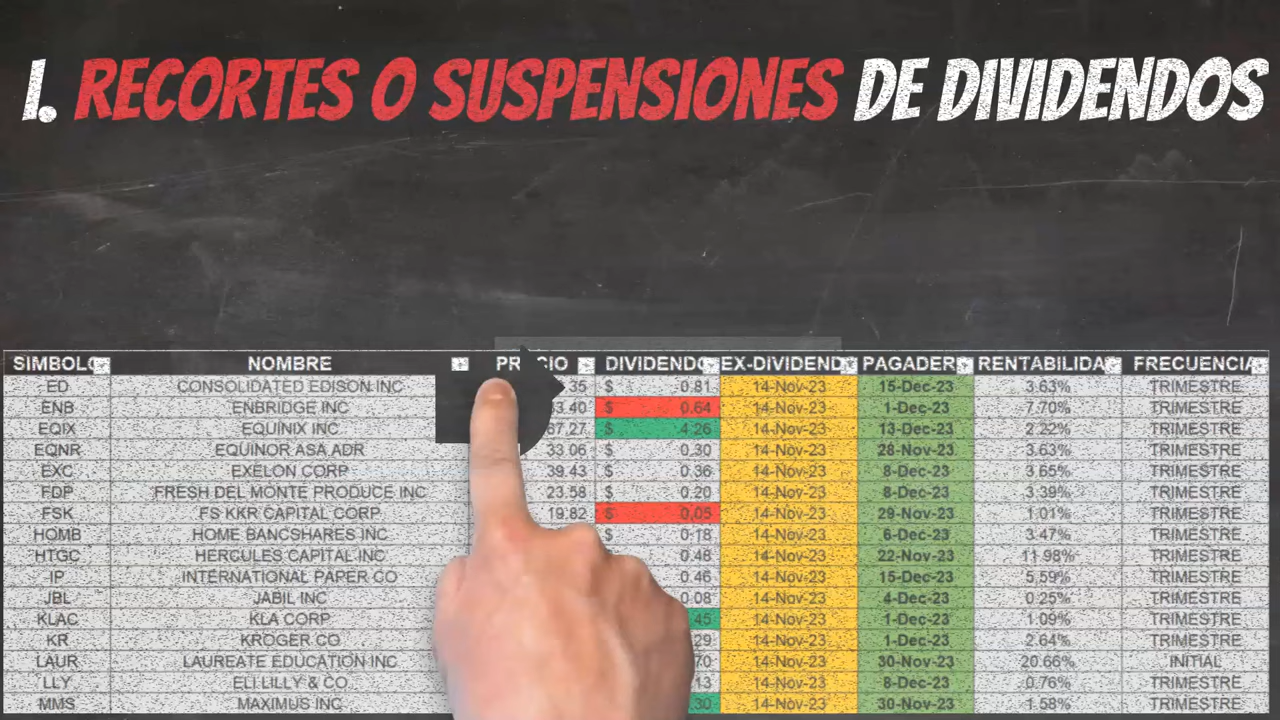 1. RECORTES O SUSPENSIONES DE DIVIDENDOS
SIMBOLO NOMBRE PRECIO DIVIDENDO EX-DIVIDENDO PAGADER RENTABILIDA FRECUENCIA
ED CONSOLIDATED EDISON INC 35 $ 0.81 14-Nov-23 15-Dec-23 3.63% TRIMESTRE
ENB ENBRIDGE INC 3.40 $ 0.64 14-Nov-23 1-Dec-23 7.70% TRIMESTRE
EQIX EQUINIX INC 67.27 $ 4.26 14-Nov-23 13-Dec-23 2.22% TRIMESTRE
EQNR EQUINOR ASA ADR 33.06 $ 0.30 14-Nov-23 28-Nov-23 3.63% TRIMESTRE
EXC EXELON CORP 39.43 $ 0.36 14-Nov-23 8-Dec-23 3.65% TRIMESTRE
FDP FRESH DEL MONTE PRODUCE INC 23.58 $ 0.20 14-Nov-23 8-Dec-23 3.39% TRIMESTRE
FSK FS KKR CAPITAL CORP 19.82 $ 0.05 14-Nov-23 29-Nov-23 1.01% TRIMESTRE
HOMB HOME BANCSHARES INC $ 0.18 14-Nov-23 6-Dec-23 3.47% TRIMESTRE
HTGC HERCULES CAPITAL INC 0.48 14-Nov-23 22-Nov-23 11.98% TRIMESTRE
IP INTERNATIONAL PAPER CO 0.46 14-Nov-23 15-Dec-23 5.59% TRIMESTRE
JBL JABIL INC 0.08 14-Nov-23 4-Dec-23 0.25% TRIMESTRE
KLAC KLA CORP 45 14-Nov-23 1-Dec-23 1.09% TRIMESTRE
KR KROGER CO 29 14-Nov-23 1-Dec-23 2.64% TRIMESTRE
LAUR LAUREATE EDUCATION INC 70 14-Nov-23 30-Nov-23 20.66% INITIAL
LLY ELI LILLY & CO 13 14-Nov-23 8-Dec-23 0.76% TRIMESTRE
MMS MAXIMUS INC .30 14-Nov-23 30-Nov-23 1.58% TRIMESTRE